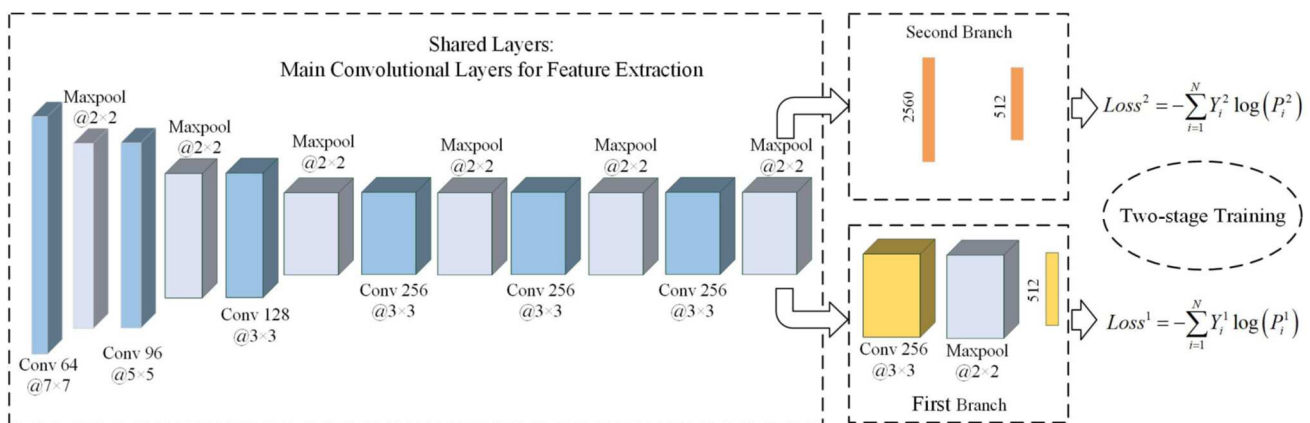 Shared Layers:
Main Convolutional Layers for Feature Extraction
Maxpool
@2×2
Maxpool
@2×2
Maxpool
@2×2
Maxpool
@2×2
Maxpool
@2×2
Maxpool
@2×2
Conv 64
@7×7
Conv 96
@5×5
Conv 128
@3×3
Conv 256
@3×3
Conv 256
@3×3
Conv 256
@3×3
Second Branch
2560
512
Loss² = −∑_{i=1}^{N} Y_i² log(P_i²)
Two-stage Training
512
Conv 256
@3×3
Maxpool
@2×2
First Branch
Loss¹ = −∑_{i=1}^{N} Y_i¹ log(P_i¹)